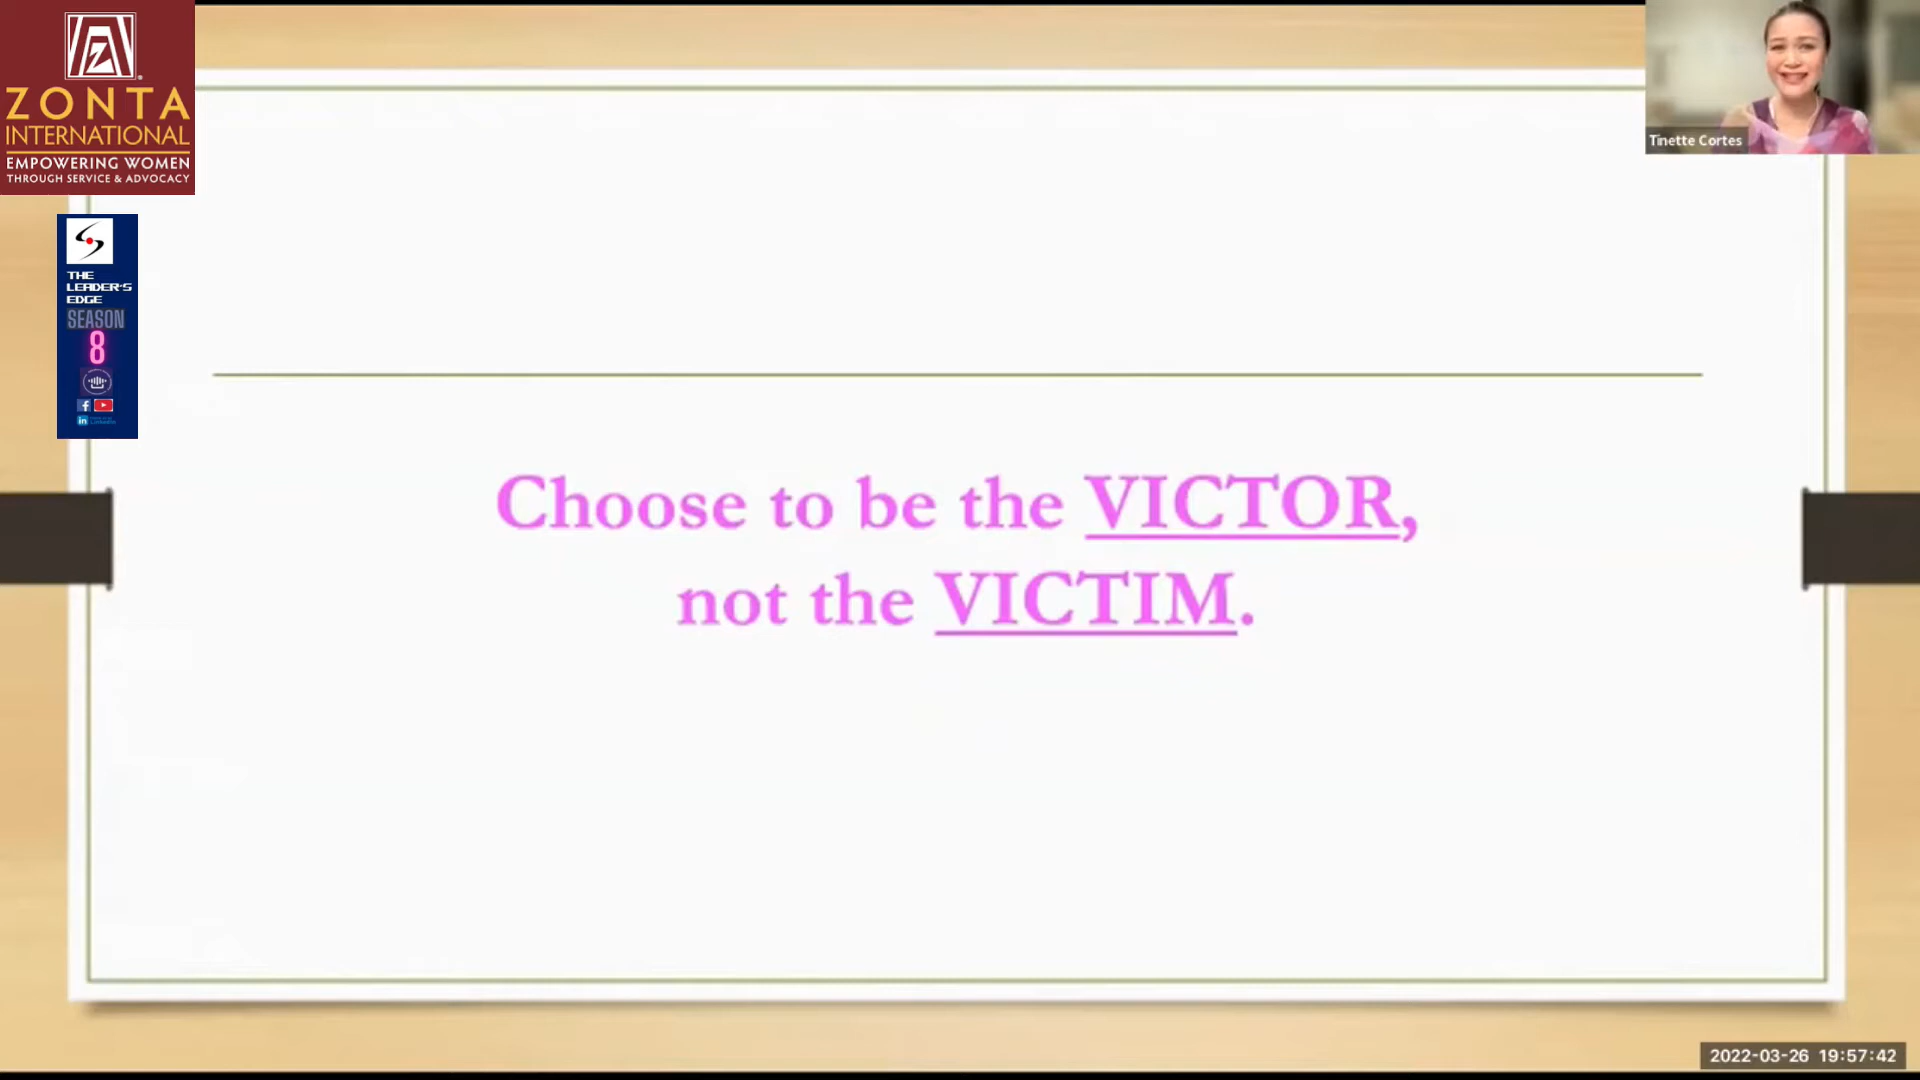 ZONTA
INTERNATIONAL
EMPOWERING WOMEN
THROUGH SERVICE & ADVOCACY
Tinette Cortes
THE
LEADER'S
EDGE
SEASON
8
Choose to be the VICTOR,
not the VICTIM.
2022-03-26 19:57:42